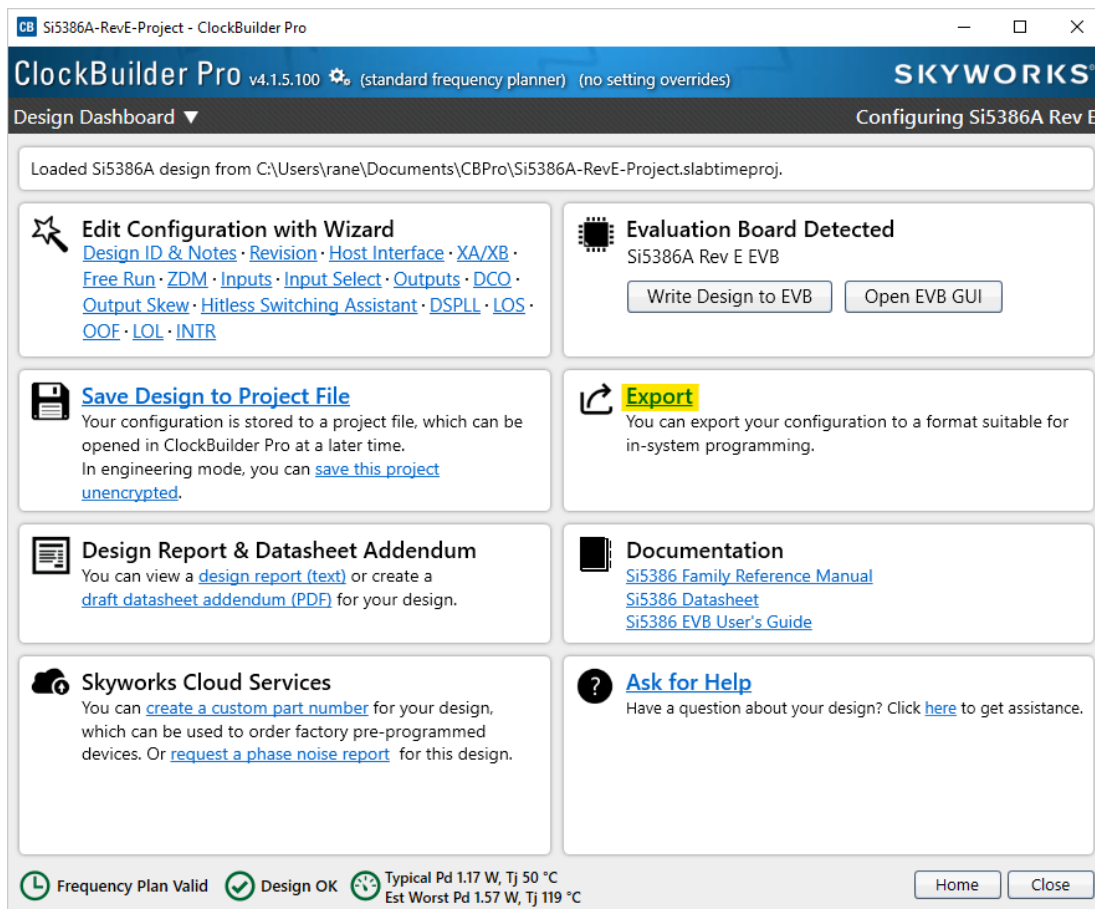 CB Si5386A-RevE-Project - ClockBuilder Pro
ClockBuilder Pro v4.1.5.100 (standard frequency planner) (no setting overrides) SKYWORKS®
Design Dashboard ▼ Configuring Si5386A Rev E
Loaded Si5386A design from C:\Users\rane\Documents\CBPro\Si5386A-RevE-Project.slabtimeproj.
Edit Configuration with Wizard
Design ID & Notes · Revision · Host Interface · XA/XB ·
Free Run · ZDM · Inputs · Input Select · Outputs · DCO ·
Output Skew · Hitless Switching Assistant · DSPLL · LOS ·
OOF · LOL · INTR
Evaluation Board Detected
Si5386A Rev E EVB
Write Design to EVB Open EVB GUI
Save Design to Project File
Your configuration is stored to a project file, which can be
opened in ClockBuilder Pro at a later time.
In engineering mode, you can save this project
unencrypted.
Export
You can export your configuration to a format suitable for
in-system programming.
Design Report & Datasheet Addendum
You can view a design report (text) or create a
draft datasheet addendum (PDF) for your design.
Documentation
Si5386 Family Reference Manual
Si5386 Datasheet
Si5386 EVB User's Guide
Skyworks Cloud Services
You can create a custom part number for your design,
which can be used to order factory pre-programmed
devices. Or request a phase noise report for this design.
? Ask for Help
Have a question about your design? Click here to get assistance.
Frequency Plan Valid Design OK Typical Pd 1.17 W, Tj 50 °C
Est Worst Pd 1.57 W, Tj 119 °C
Home Close